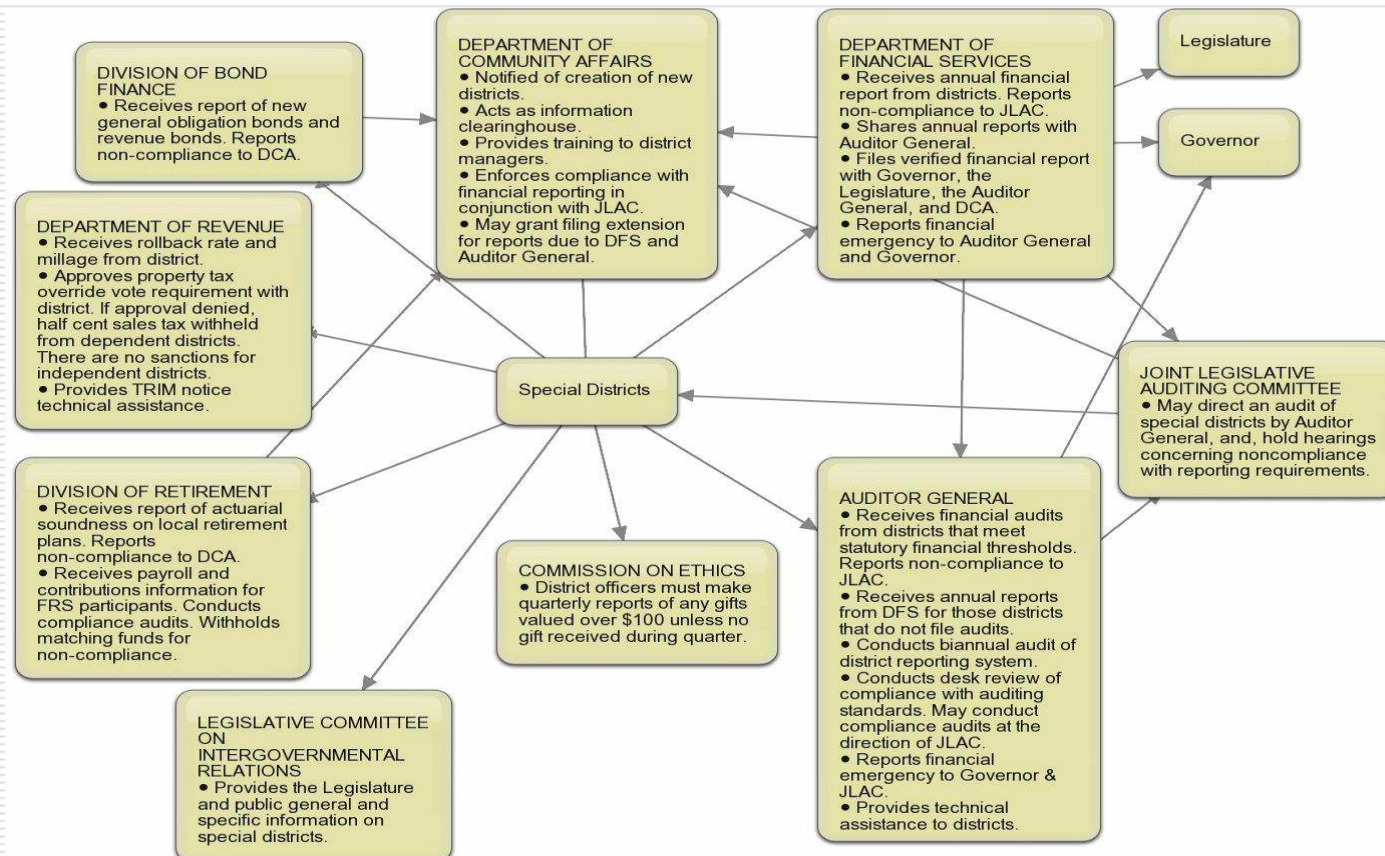 DIVISION OF BOND
FINANCE
• Receives report of new
general obligation bonds and
revenue bonds. Reports
non-compliance to DCA.
DEPARTMENT OF
COMMUNITY AFFAIRS
• Notified of creation of new
districts.
• Acts as information
clearinghouse.
• Provides training to district
managers.
• Enforces compliance with
financial reporting in
conjunction with JLAC.
• May grant filing extension
for reports due to DFS and
Auditor General.
DEPARTMENT OF
FINANCIAL SERVICES
• Receives annual financial
report from districts. Reports
non-compliance to JLAC.
• Shares annual reports with
Auditor General.
• Files verified financial report
with Governor, the
Legislature, the Auditor
General, and DCA.
• Reports financial
emergency to Auditor General
and Governor.
Legislature
Governor
DEPARTMENT OF REVENUE
• Receives rollback rate and
millage from district.
• Approves property tax
override vote requirement with
district. If approval denied,
half cent sales tax withheld
from dependent districts.
There are no sanctions for
independent districts.
• Provides TRIM notice
technical assistance.
Special Districts
JOINT LEGISLATIVE
AUDITING COMMITTEE
• May direct an audit of
special districts by Auditor
General, and, hold hearings
concerning noncompliance
with reporting requirements.
DIVISION OF RETIREMENT
• Receives report of actuarial
soundness on local retirement
plans. Reports
non-compliance to DCA.
• Receives payroll and
contributions information for
FRS participants. Conducts
compliance audits. Withholds
matching funds for
non-compliance.
COMMISSION ON ETHICS
• District officers must make
quarterly reports of any gifts
valued over $100 unless no
gift received during quarter.
AUDITOR GENERAL
• Receives financial audits
from districts that meet
statutory financial thresholds.
Reports non-compliance to
JLAC.
• Receives annual reports
from DFS for those districts
that do not file audits.
• Conducts biannual audit of
district reporting system.
• Conducts desk review of
compliance with auditing
standards. May conduct
compliance audits at the
direction of JLAC.
• Reports financial
emergency to Governor &
JLAC.
• Provides technical
assistance to districts.
LEGISLATIVE COMMITTEE
ON
INTERGOVERNMENTAL
RELATIONS
• Provides the Legislature
and public general and
specific information on
special districts.